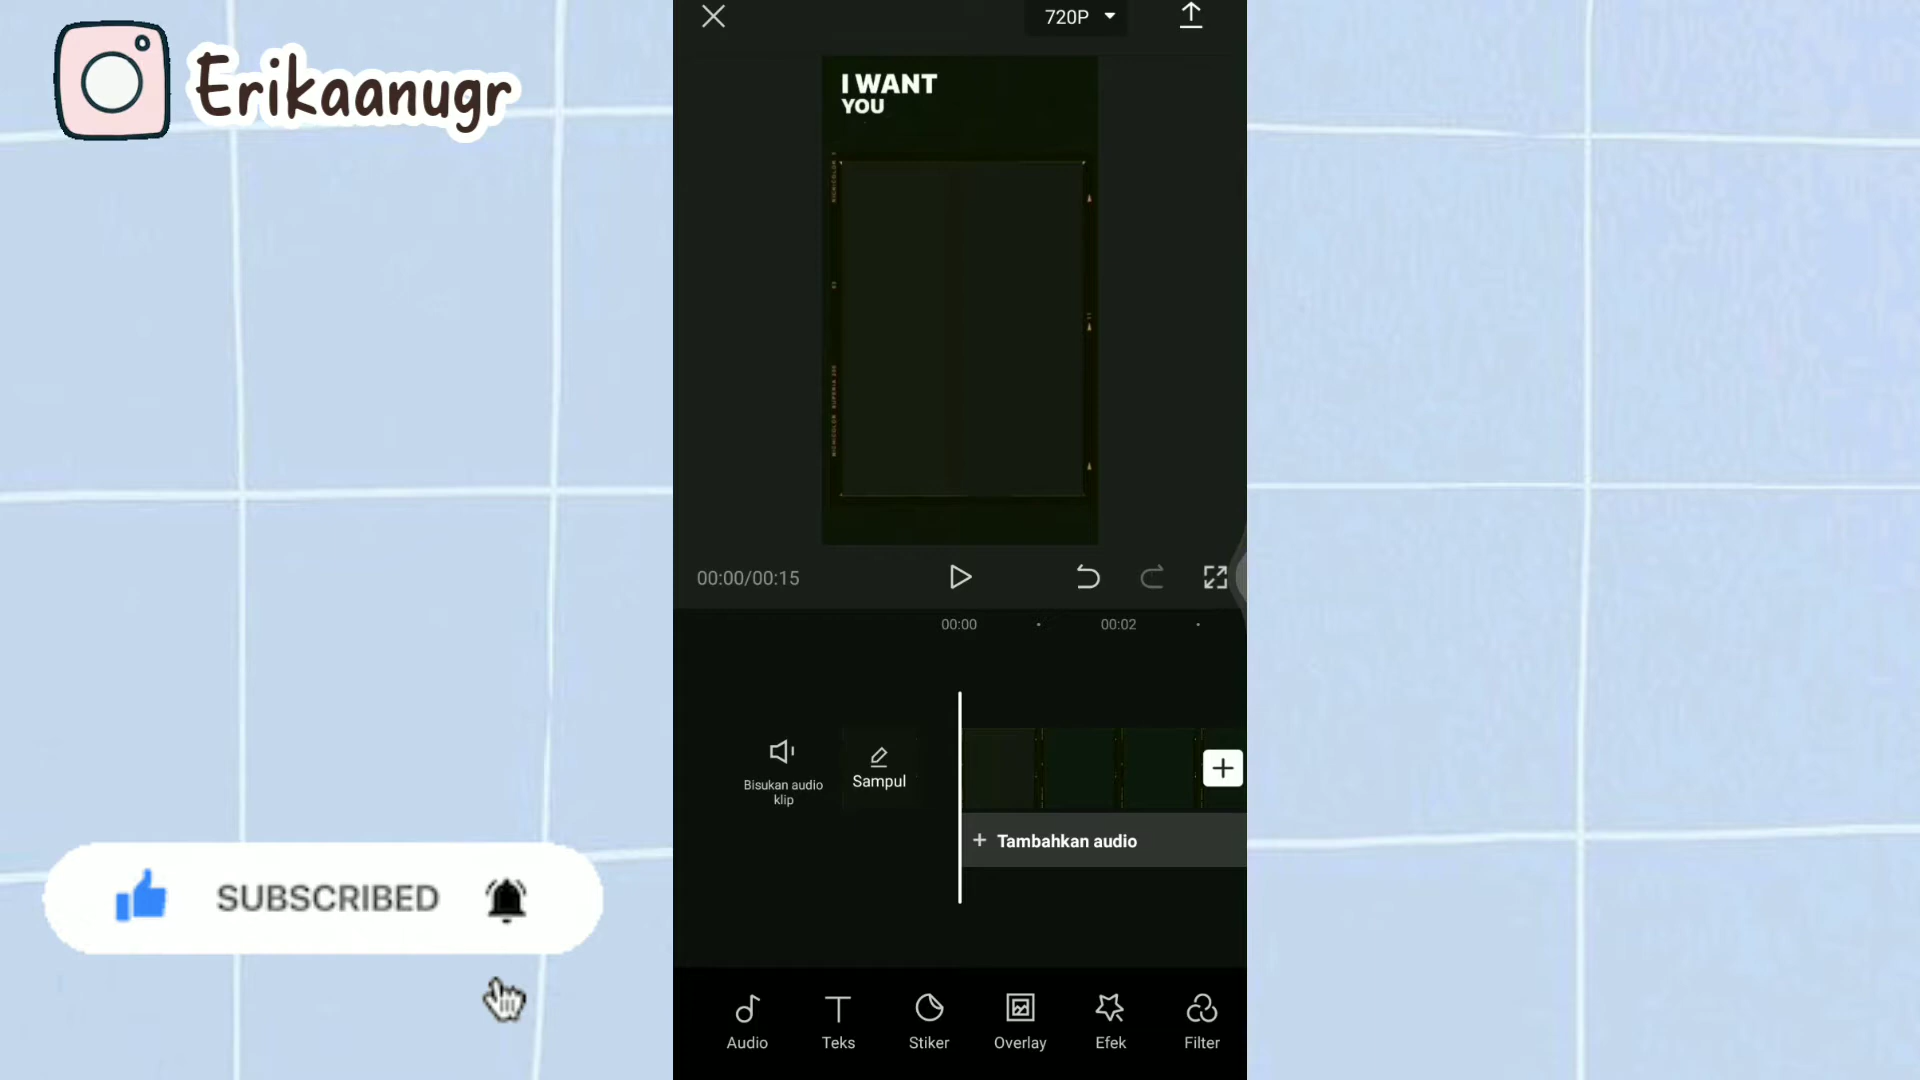 Erikaanugr
720P
I WANT
YOU
00:00/00:15
00:00
00:02
Bisukan audio
klip
Sampul
Tambahkan audio
SUBSCRIBED
Audio
Teks
Stiker
Overlay
Efek
Filter